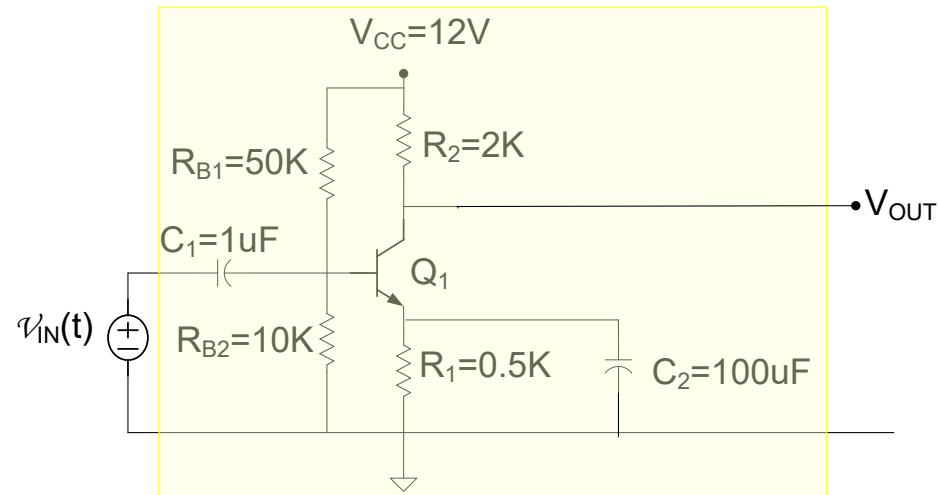 V_CC=12V
R_B1=50K
R_2=2K
V_OUT
C_1=1uF
Q_1
𝒱_IN(t)
R_B2=10K
R_1=0.5K
C_2=100uF